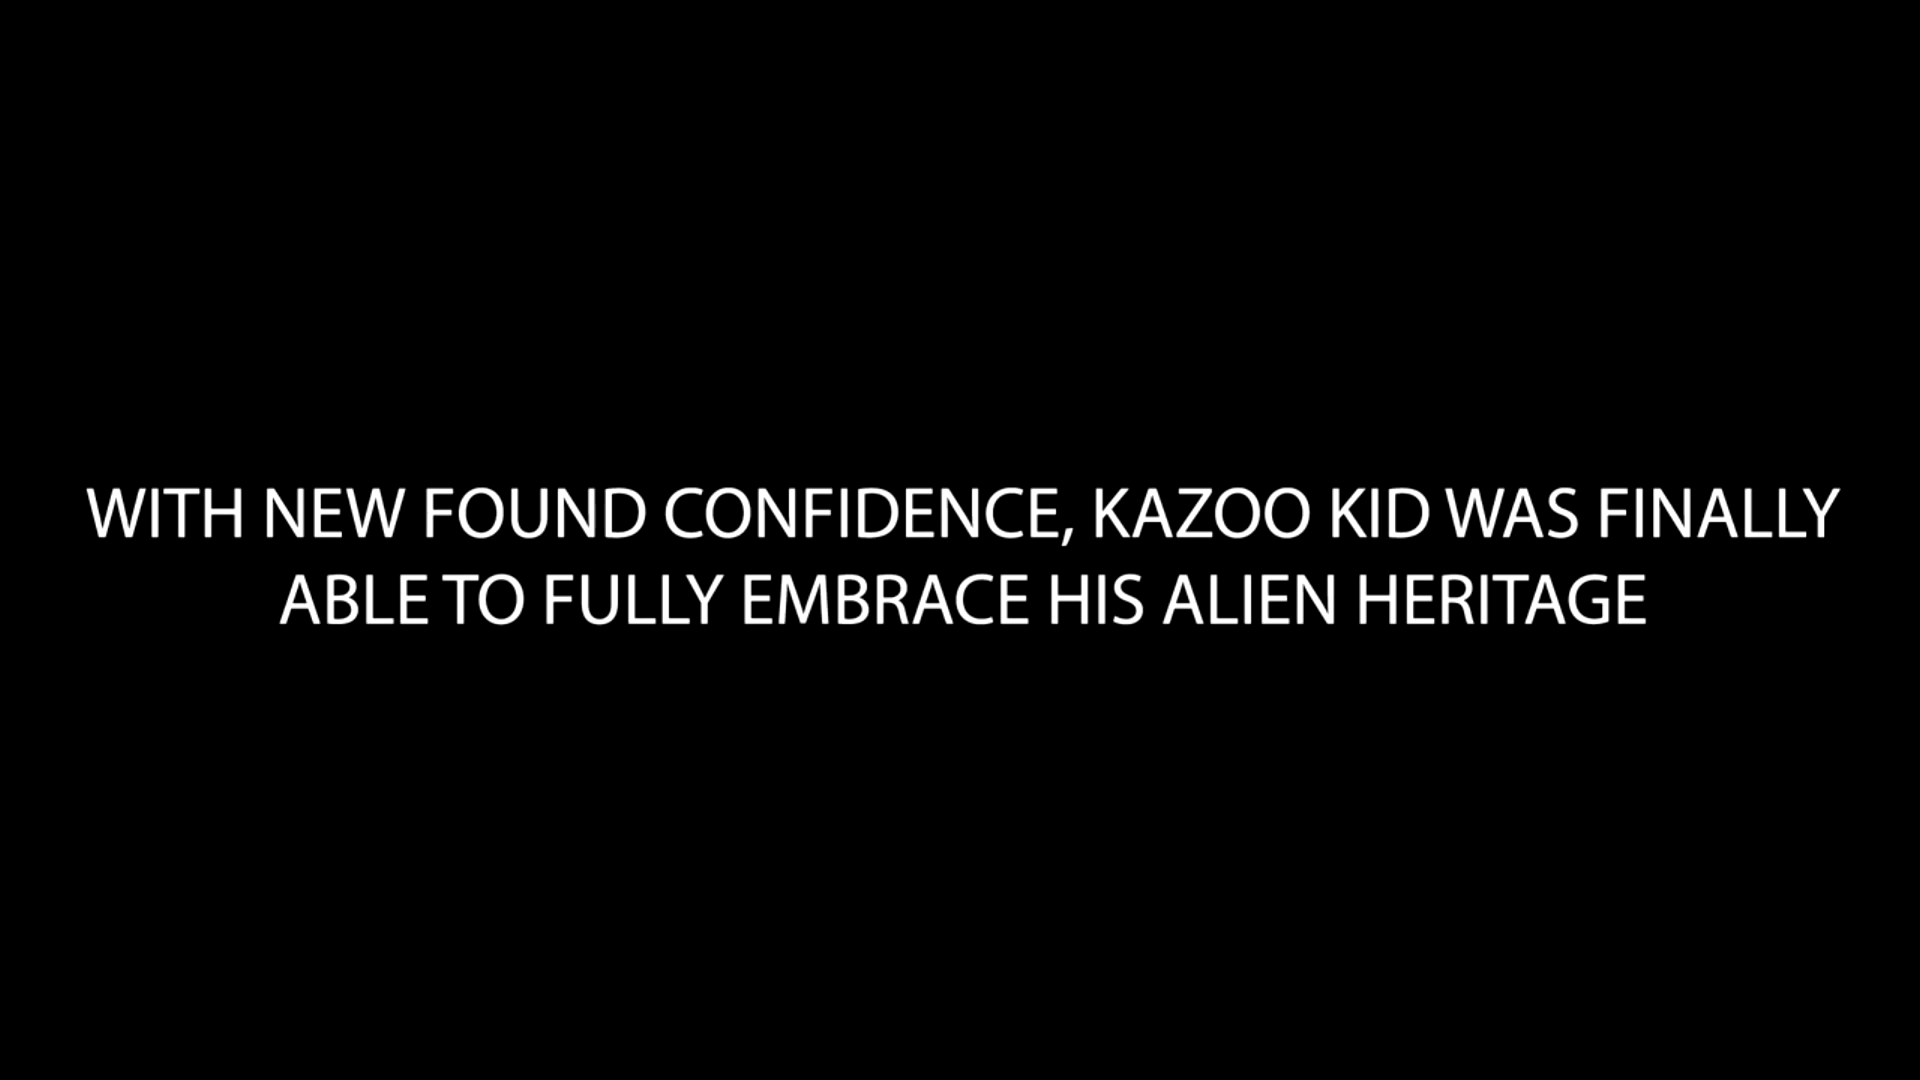 WITH NEW FOUND CONFIDENCE, KAZOO KID WAS FINALLY
ABLE TO FULLY EMBRACE HIS ALIEN HERITAGE